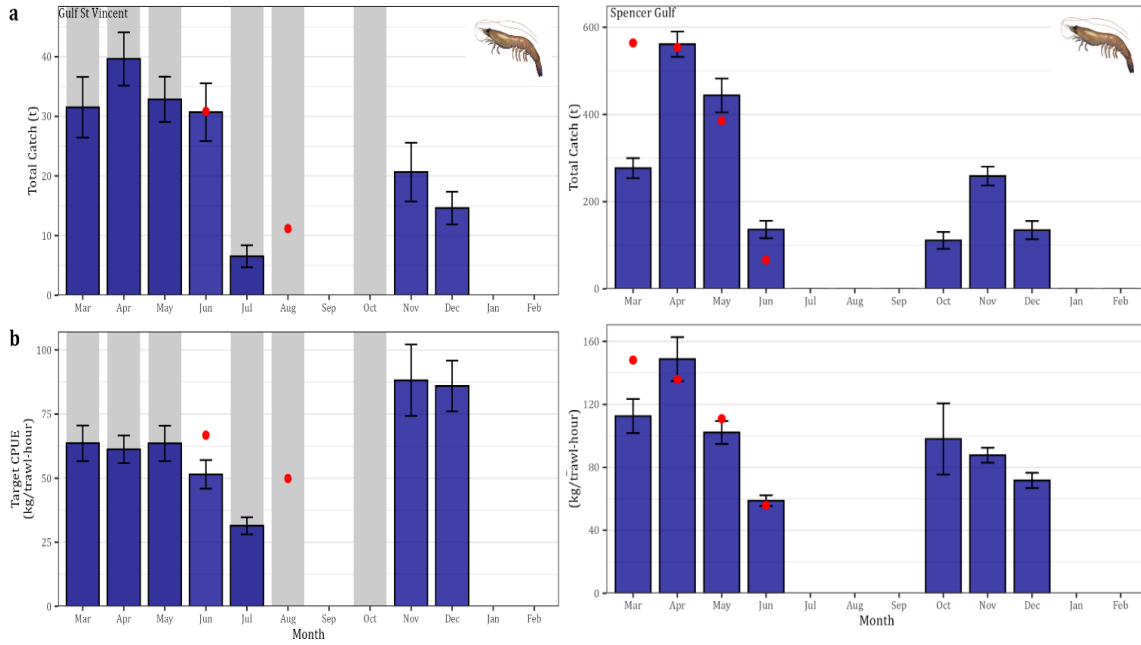 a
Gulf St Vincent
Total Catch (t)
60
40
30
20
10
0
Mar Apr May Jun Jul Aug Sep Oct Nov Dec Jan Feb
Spencer Gulf
Total Catch (t)
600
400
200
0
Mar Apr May Jun Jul Aug Sep Oct Nov Dec Jan Feb
b
Target CPUE
(kg/trawl-hour)
100
75
50
25
0
Mar Apr May Jun Jul Aug Sep Oct Nov Dec Jan Feb
Month
(kg/trawl-hour)
160
120
80
40
0
Mar Apr May Jun Jul Aug Sep Oct Nov Dec Jan Feb
Month